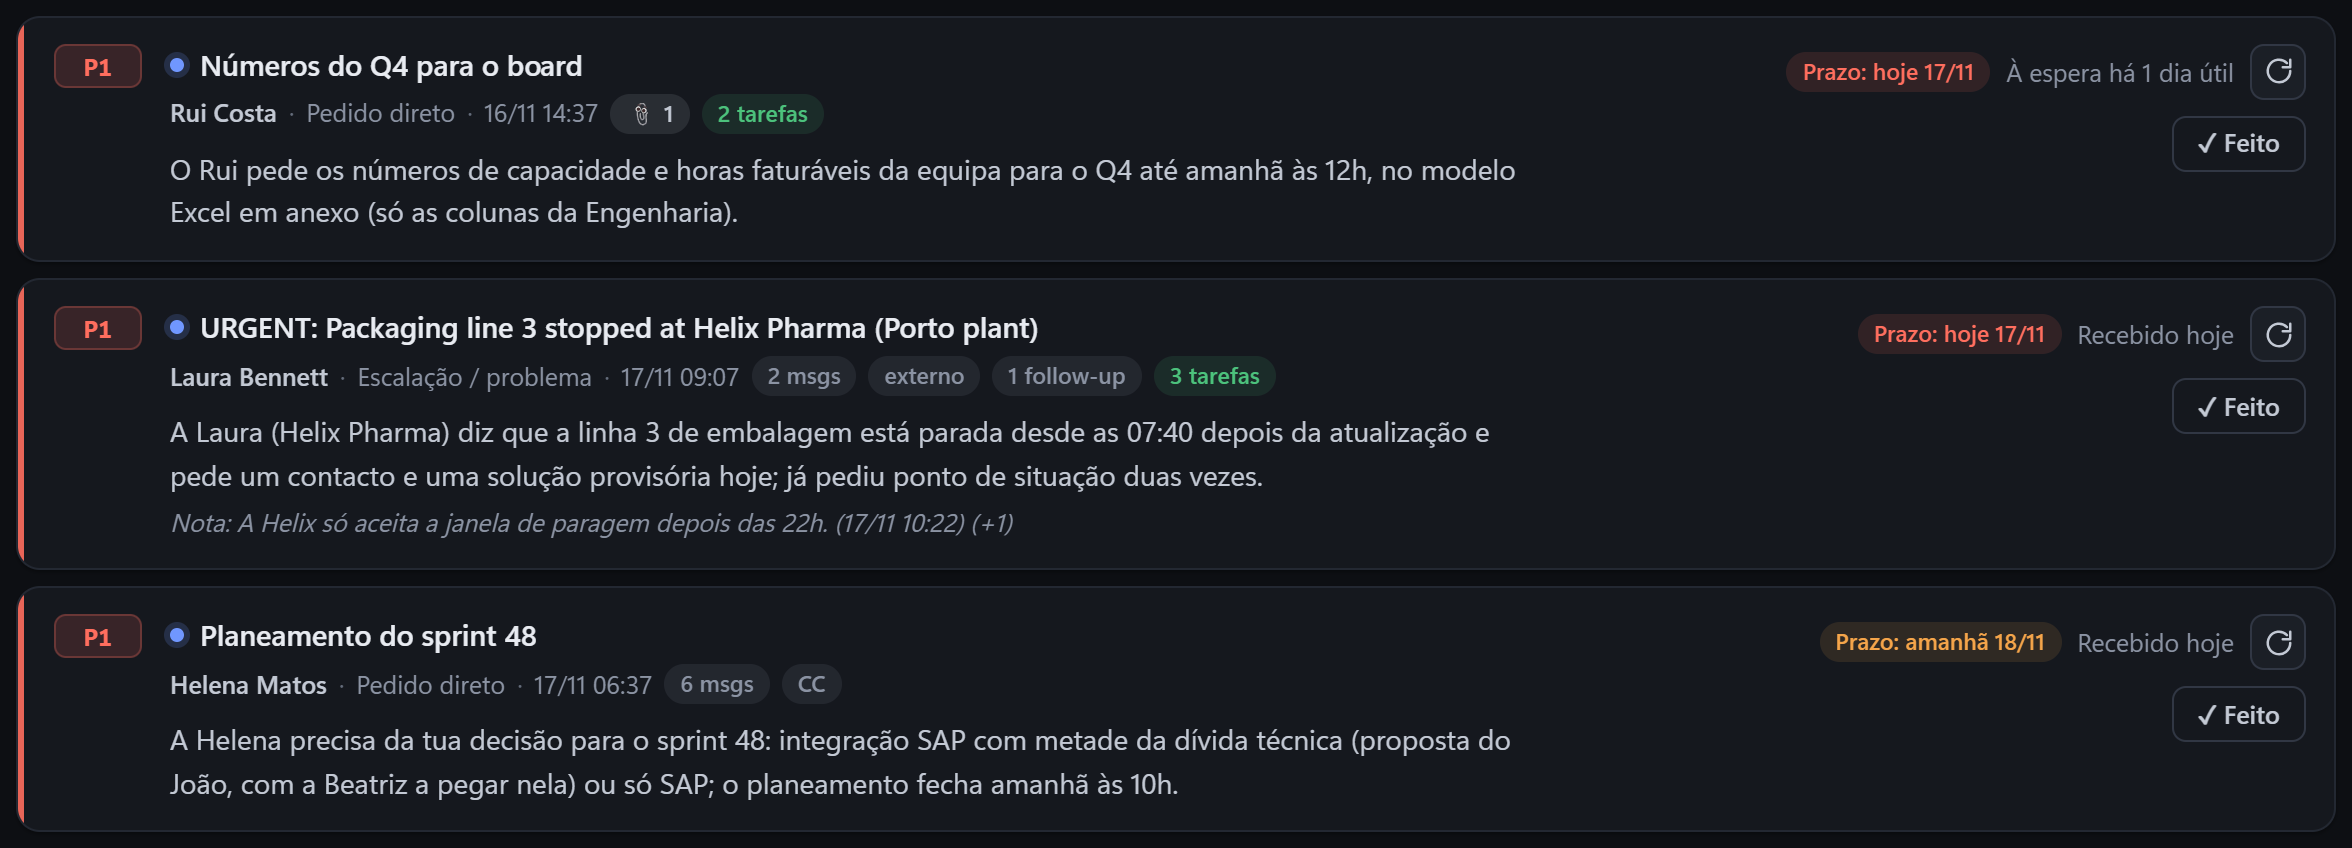 P1 Números do Q4 para o board Prazo: hoje 17/11 À espera há 1 dia útil
Rui Costa · Pedido direto · 16/11 14:37 1 2 tarefas
✓ Feito
O Rui pede os números de capacidade e horas faturáveis da equipa para o Q4 até amanhã às 12h, no modelo
Excel em anexo (só as colunas da Engenharia).
P1 URGENT: Packaging line 3 stopped at Helix Pharma (Porto plant) Prazo: hoje 17/11 Recebido hoje
Laura Bennett · Escalação / problema · 17/11 09:07 2 msgs externo 1 follow-up 3 tarefas
✓ Feito
A Laura (Helix Pharma) diz que a linha 3 de embalagem está parada desde as 07:40 depois da atualização e
pede um contacto e uma solução provisória hoje; já pediu ponto de situação duas vezes.
Nota: A Helix só aceita a janela de paragem depois das 22h. (17/11 10:22) (+1)
P1 Planeamento do sprint 48 Prazo: amanhã 18/11 Recebido hoje
Helena Matos · Pedido direto · 17/11 06:37 6 msgs CC
✓ Feito
A Helena precisa da tua decisão para o sprint 48: integração SAP com metade da dívida técnica (proposta do
João, com a Beatriz a pegar nela) ou só SAP; o planeamento fecha amanhã às 10h.